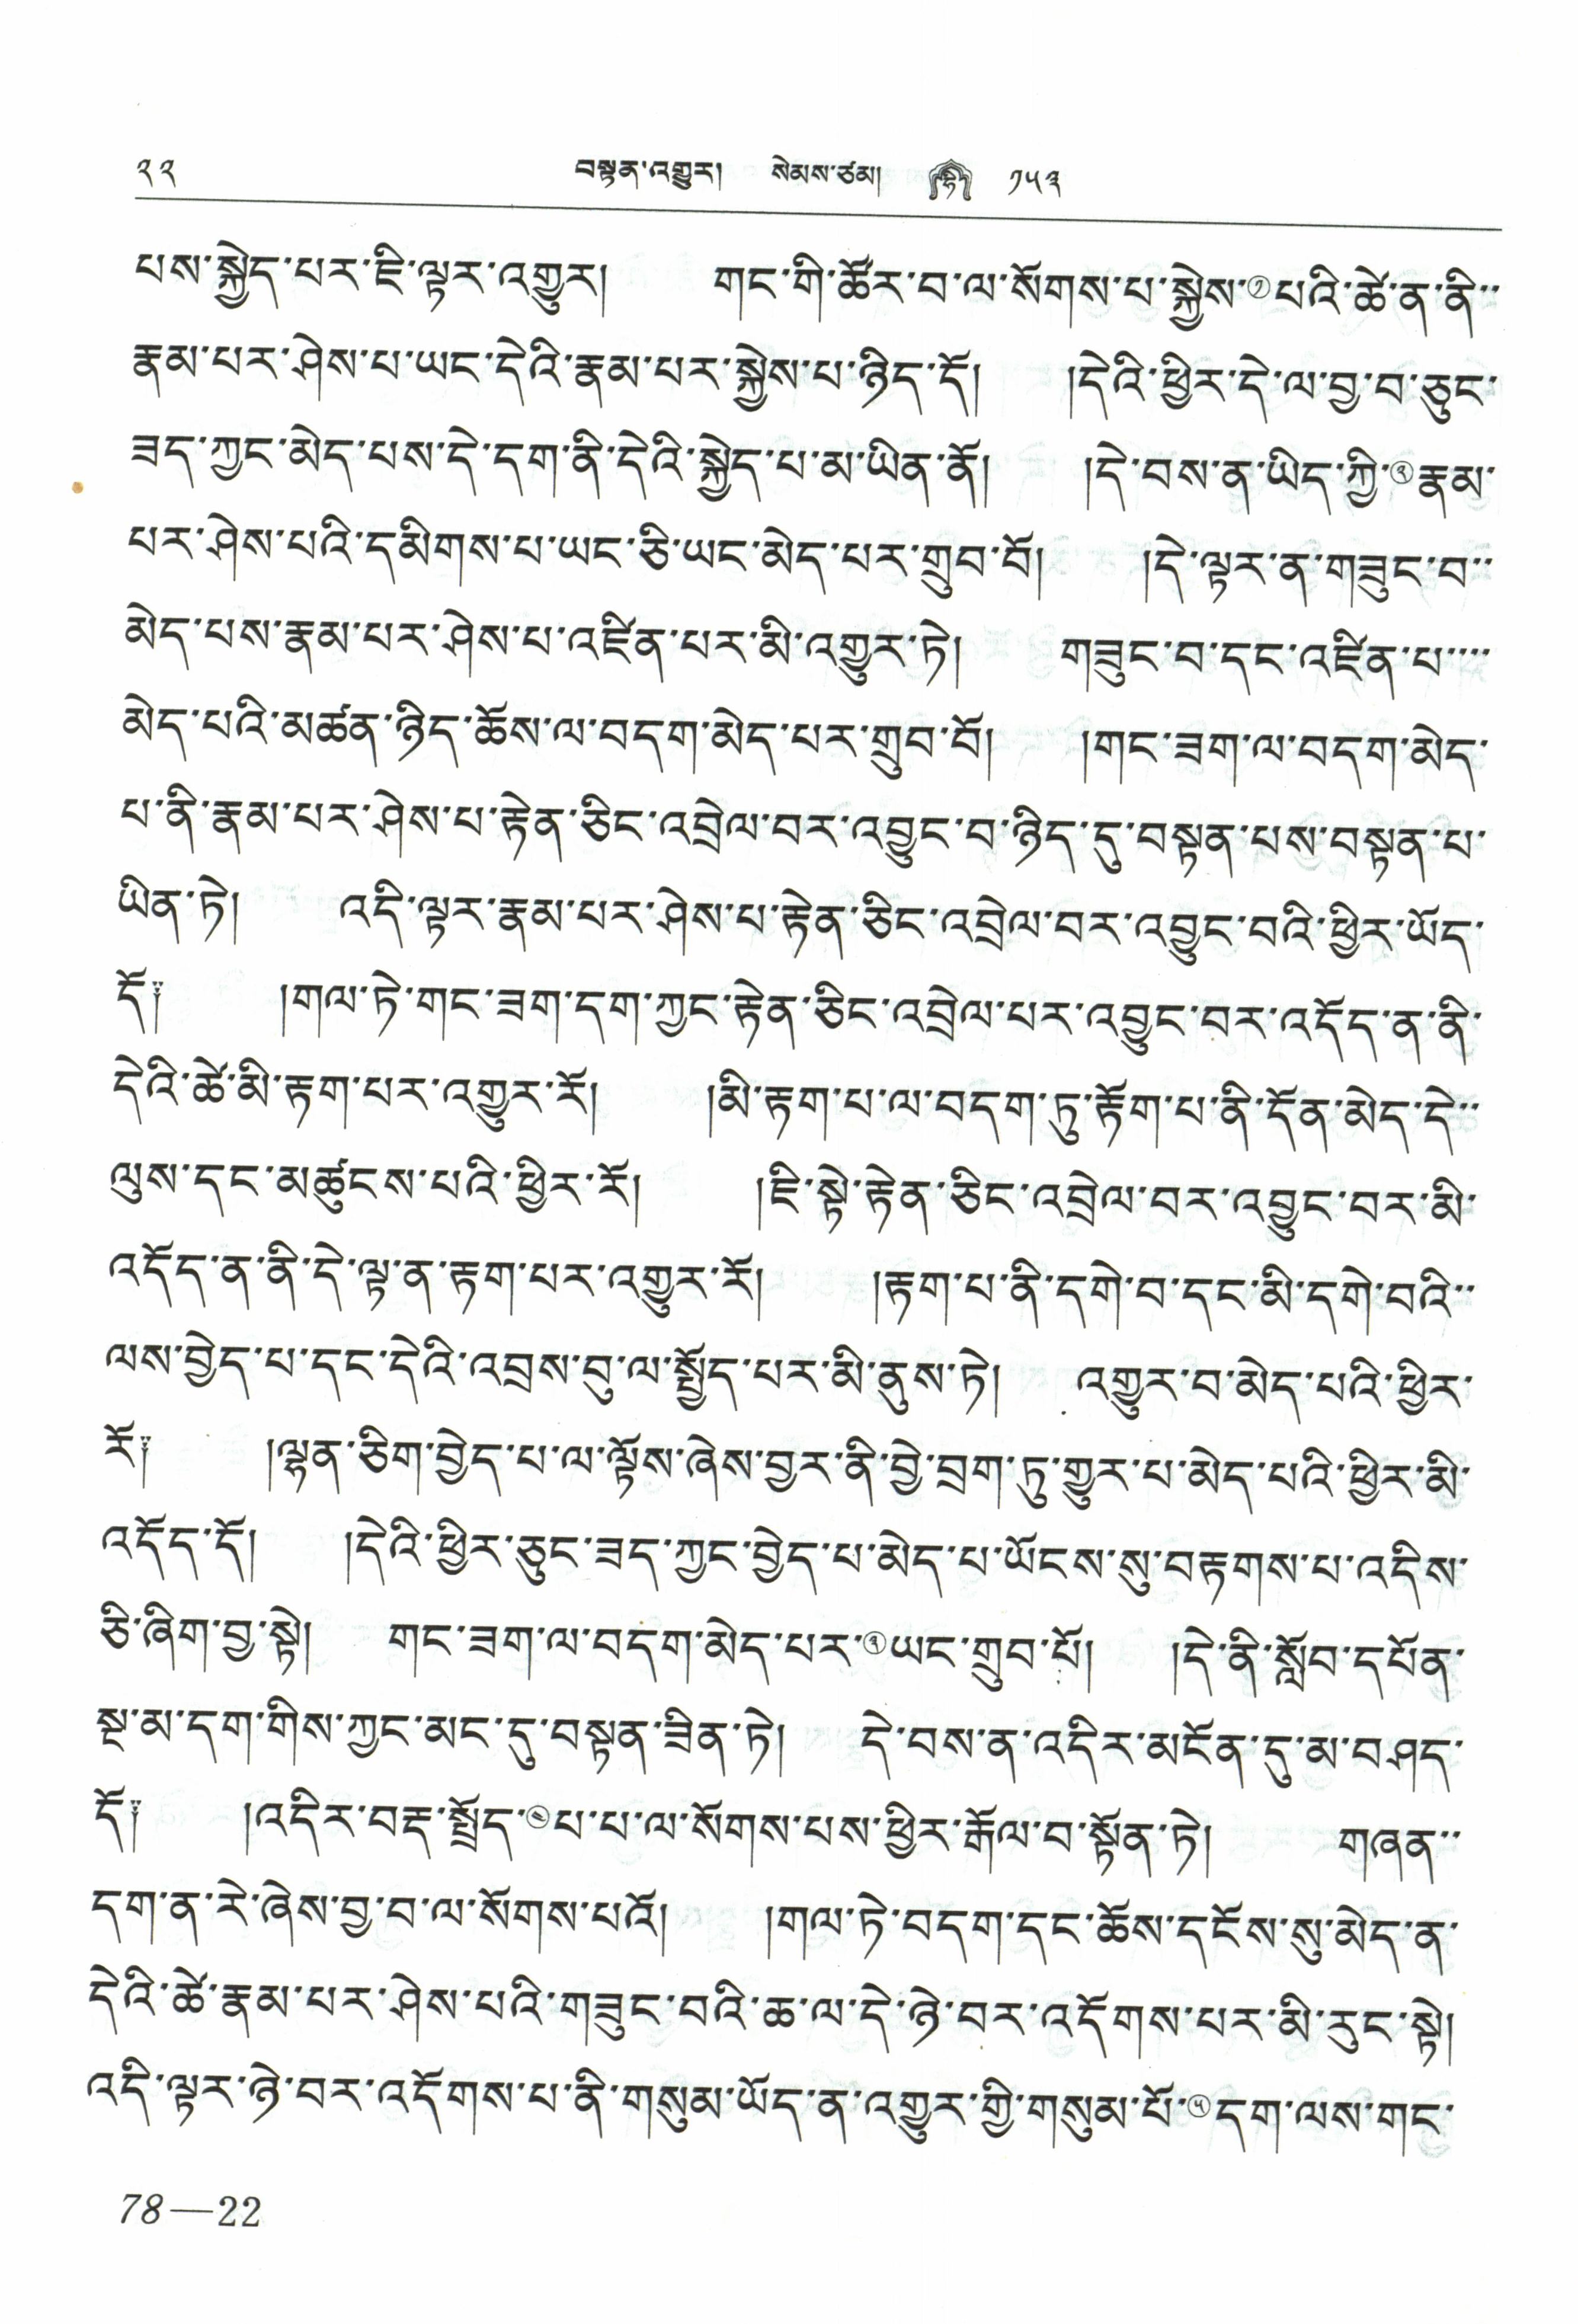 ༢༢ བསྟན་འགྱུར། སེམས་ཙམ། ༡༥༣
པས་སྐྱེད་པར་ཇི་ལྟར་འགྱུར། གང་གི་ཚོར་བ་ལ་སོགས་པ་སྐྱེས་①པའི་ཚེ་ན་ནི་་
རྣམ་པར་ཤེས་པ་ཡང་དེའི་རྣམ་པར་སྐྱེས་པ་ཉིད་དོ། །དེའི་ཕྱིར་དེ་ལ་བྱ་བ་ཅུང་
ཟད་ཀྱང་མེད་པས་དེ་དག་ནི་དེའི་སྐྱེད་པ་མ་ཡིན་ནོ། །དེ་བས་ན་ཡིད་ཀྱི་②རྣམ་
པར་ཤེས་པའི་དམིགས་པ་ཡང་ཅི་ཡང་མེད་པར་གྲུབ་བོ། །དེ་ལྟར་ན་གཟུང་བ་་
མེད་པས་རྣམ་པར་ཤེས་པ་འཛིན་པར་མི་འགྱུར་ཏེ། གཟུང་བ་དང་འཛིན་པ་་་་
མེད་པའི་མཚན་ཉིད་ཆོས་ལ་བདག་མེད་པར་གྲུབ་བོ། །གང་ཟག་ལ་བདག་མེད་
པ་ནི་རྣམ་པར་ཤེས་པ་རྟེན་ཅིང་འབྲེལ་བར་འབྱུང་བ་ཉིད་དུ་བསྟན་པས་བསྟན་པ་
ཡིན་ཏེ། འདི་ལྟར་རྣམ་པར་ཤེས་པ་རྟེན་ཅིང་འབྲེལ་བར་འབྱུང་བའི་ཕྱིར་ཡོད་
དོ༑ །གལ་ཏེ་གང་ཟག་དག་ཀྱང་རྟེན་ཅིང་འབྲེལ་པར་འབྱུང་བར་འདོད་ན་ནི་
དེའི་ཚེ་མི་རྟག་པར་འགྱུར་རོ། །མི་རྟག་པ་ལ་བདག་ཏུ་རྟོག་པ་ནི་དོན་མེད་དེ་་
ལུས་དང་མཚུངས་པའི་ཕྱིར་རོ། །ཇི་སྟེ་རྟེན་ཅིང་འབྲེལ་བར་འབྱུང་བར་མི་
འདོད་ན་ནི་དེ་ལྟ་ན་རྟག་པར་འགྱུར་རོ། །རྟག་པ་ནི་དགེ་བ་དང་མི་དགེ་བའི་་
ལས་བྱེད་པ་དང་དེའི་འབྲས་བུ་ལ་སྤྱོད་པར་མི་ནུས་ཏེ། འགྱུར་བ་མེད་པའི་ཕྱིར་
རོ༑ །ལྷན་ཅིག་བྱེད་པ་ལ་ལྟོས་ཞེས་བྱར་ནི་བྱེ་བྲག་ཏུ་གྱུར་པ་མེད་པའི་ཕྱིར་མི་
འདོད་དོ། །དེའི་ཕྱིར་ཅུང་ཟད་ཀྱང་བྱེད་པ་མེད་པ་ཡོངས་སུ་བརྟགས་པ་འདིས་
ཅི་ཞིག་བྱ་སྟེ། གང་ཟག་ལ་བདག་མེད་པར་③ཡང་གྲུབ་པོ། །དེ་ནི་སློབ་དཔོན་
སྔ་མ་དག་གིས་ཀྱང་མང་དུ་བསྟན་ཟིན་ཏེ། དེ་བས་ན་འདིར་མངོན་དུ་མ་བཤད་
དོ༑ །འདིར་བརྡ་སྤྲོད་④པ་པ་ལ་སོགས་པས་ཕྱིར་རྒོལ་བ་སྟོན་ཏེ། གཞན་་
དག་ན་རེ་ཞེས་བྱ་བ་ལ་སོགས་པའོ། །གལ་ཏེ་བདག་དང་ཆོས་དངོས་སུ་མེད་ན་
དེའི་ཚེ་རྣམ་པར་ཤེས་པའི་གཟུང་བའི་ཆ་ལ་དེ་ཉེ་བར་འདོགས་པར་མི་རུང་སྟེ།
འདི་ལྟར་ཉེ་བར་འདོགས་པ་ནི་གསུམ་ཡོད་ན་འགྱུར་གྱི་གསུམ་པོ་⑤དག་ལས་གང་
78—22